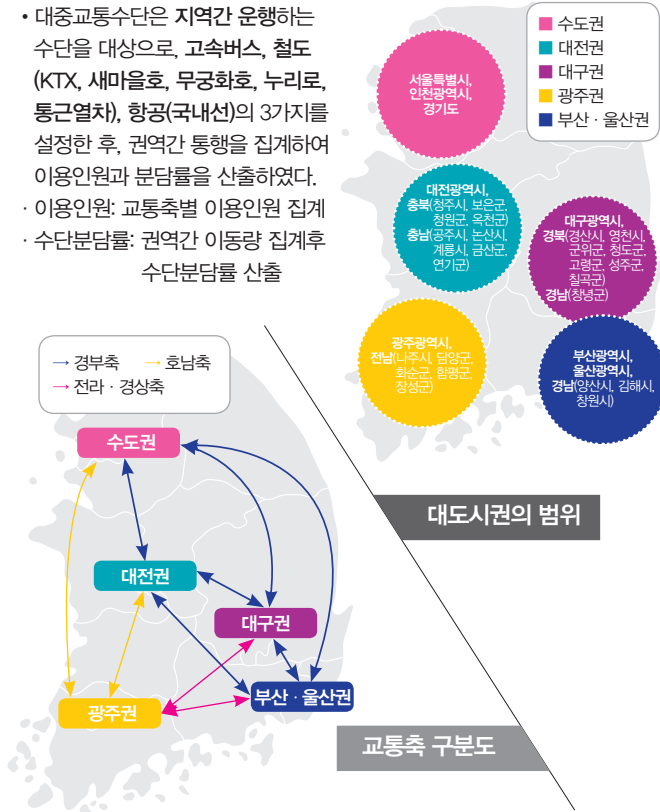 • 대중교통수단은 지역간 운행하는
수단을 대상으로, 고속버스, 철도
(KTX, 새마을호, 무궁화호, 누리로,
통근열차), 항공(국내선)의 3가지를
설정한 후, 권역간 통행을 집계하여
이용인원과 분담률을 산출하였다.
· 이용인원: 교통축별 이용인원 집계
· 수단분담률: 권역간 이동량 집계후
수단분담률 산출
수도권
대전권
대구권
광주권
부산 · 울산권
서울특별시,
인천광역시,
경기도
대전광역시,
충북(청주시, 보은군,
청원군, 옥천군)
충남(공주시, 논산시,
계룡시, 금산군,
연기군)
대구광역시,
경북(경산시, 영천시,
군위군, 청도군,
고령군, 성주군,
칠곡군)
경남(창녕군)
광주광역시,
전남(나주시, 담양군,
화순군, 함평군,
장성군)
부산광역시,
울산광역시,
경남(양산시, 김해시,
창원시)
대도시권의 범위
→ 경부축 → 호남축
→ 전라 · 경상축
수도권
대전권
대구권
부산 · 울산권
광주권
교통축 구분도